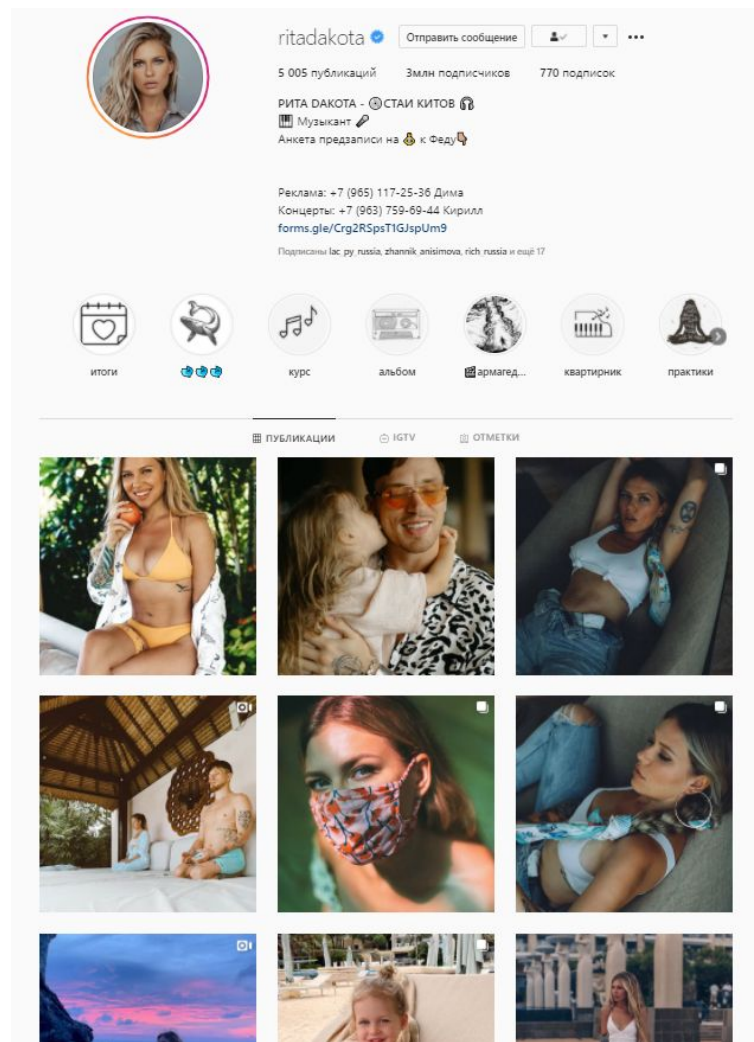 ritadakota Отправить сообщение
5 005 публикаций 3млн подписчиков 770 подписок
РИТА DAKOTA - СТАИ КИТОВ
Музыкант
Анкета предзаписи на к Феду
Реклама: +7 (965) 117-25-36 Дима
Концерты: +7 (963) 759-69-44 Кирилл
forms.gle/Crg2RSpsT1GJspUm9
Подписаны lac_py_russia, zhannik_anisimova, rich_russia и ещё 17
итоги курс альбом армагед... квартирник практики
ПУБЛИКАЦИИ IGTV ОТМЕТКИ